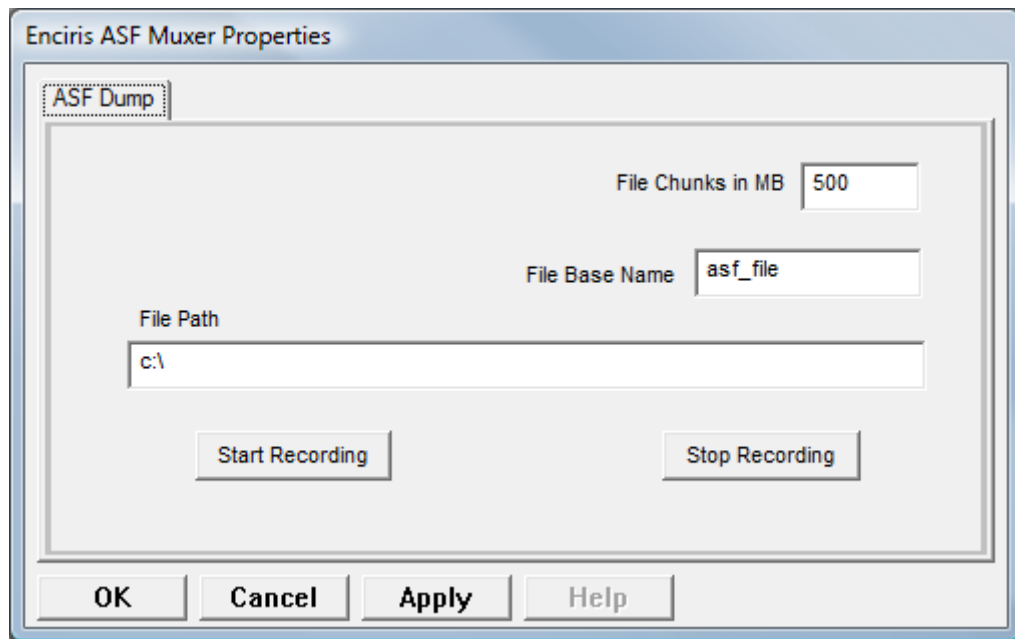 Enciris ASF Muxer Properties
ASF Dump
File Chunks in MB 500
File Base Name asf_file
File Path
c:\
Start Recording Stop Recording
OK Cancel Apply Help